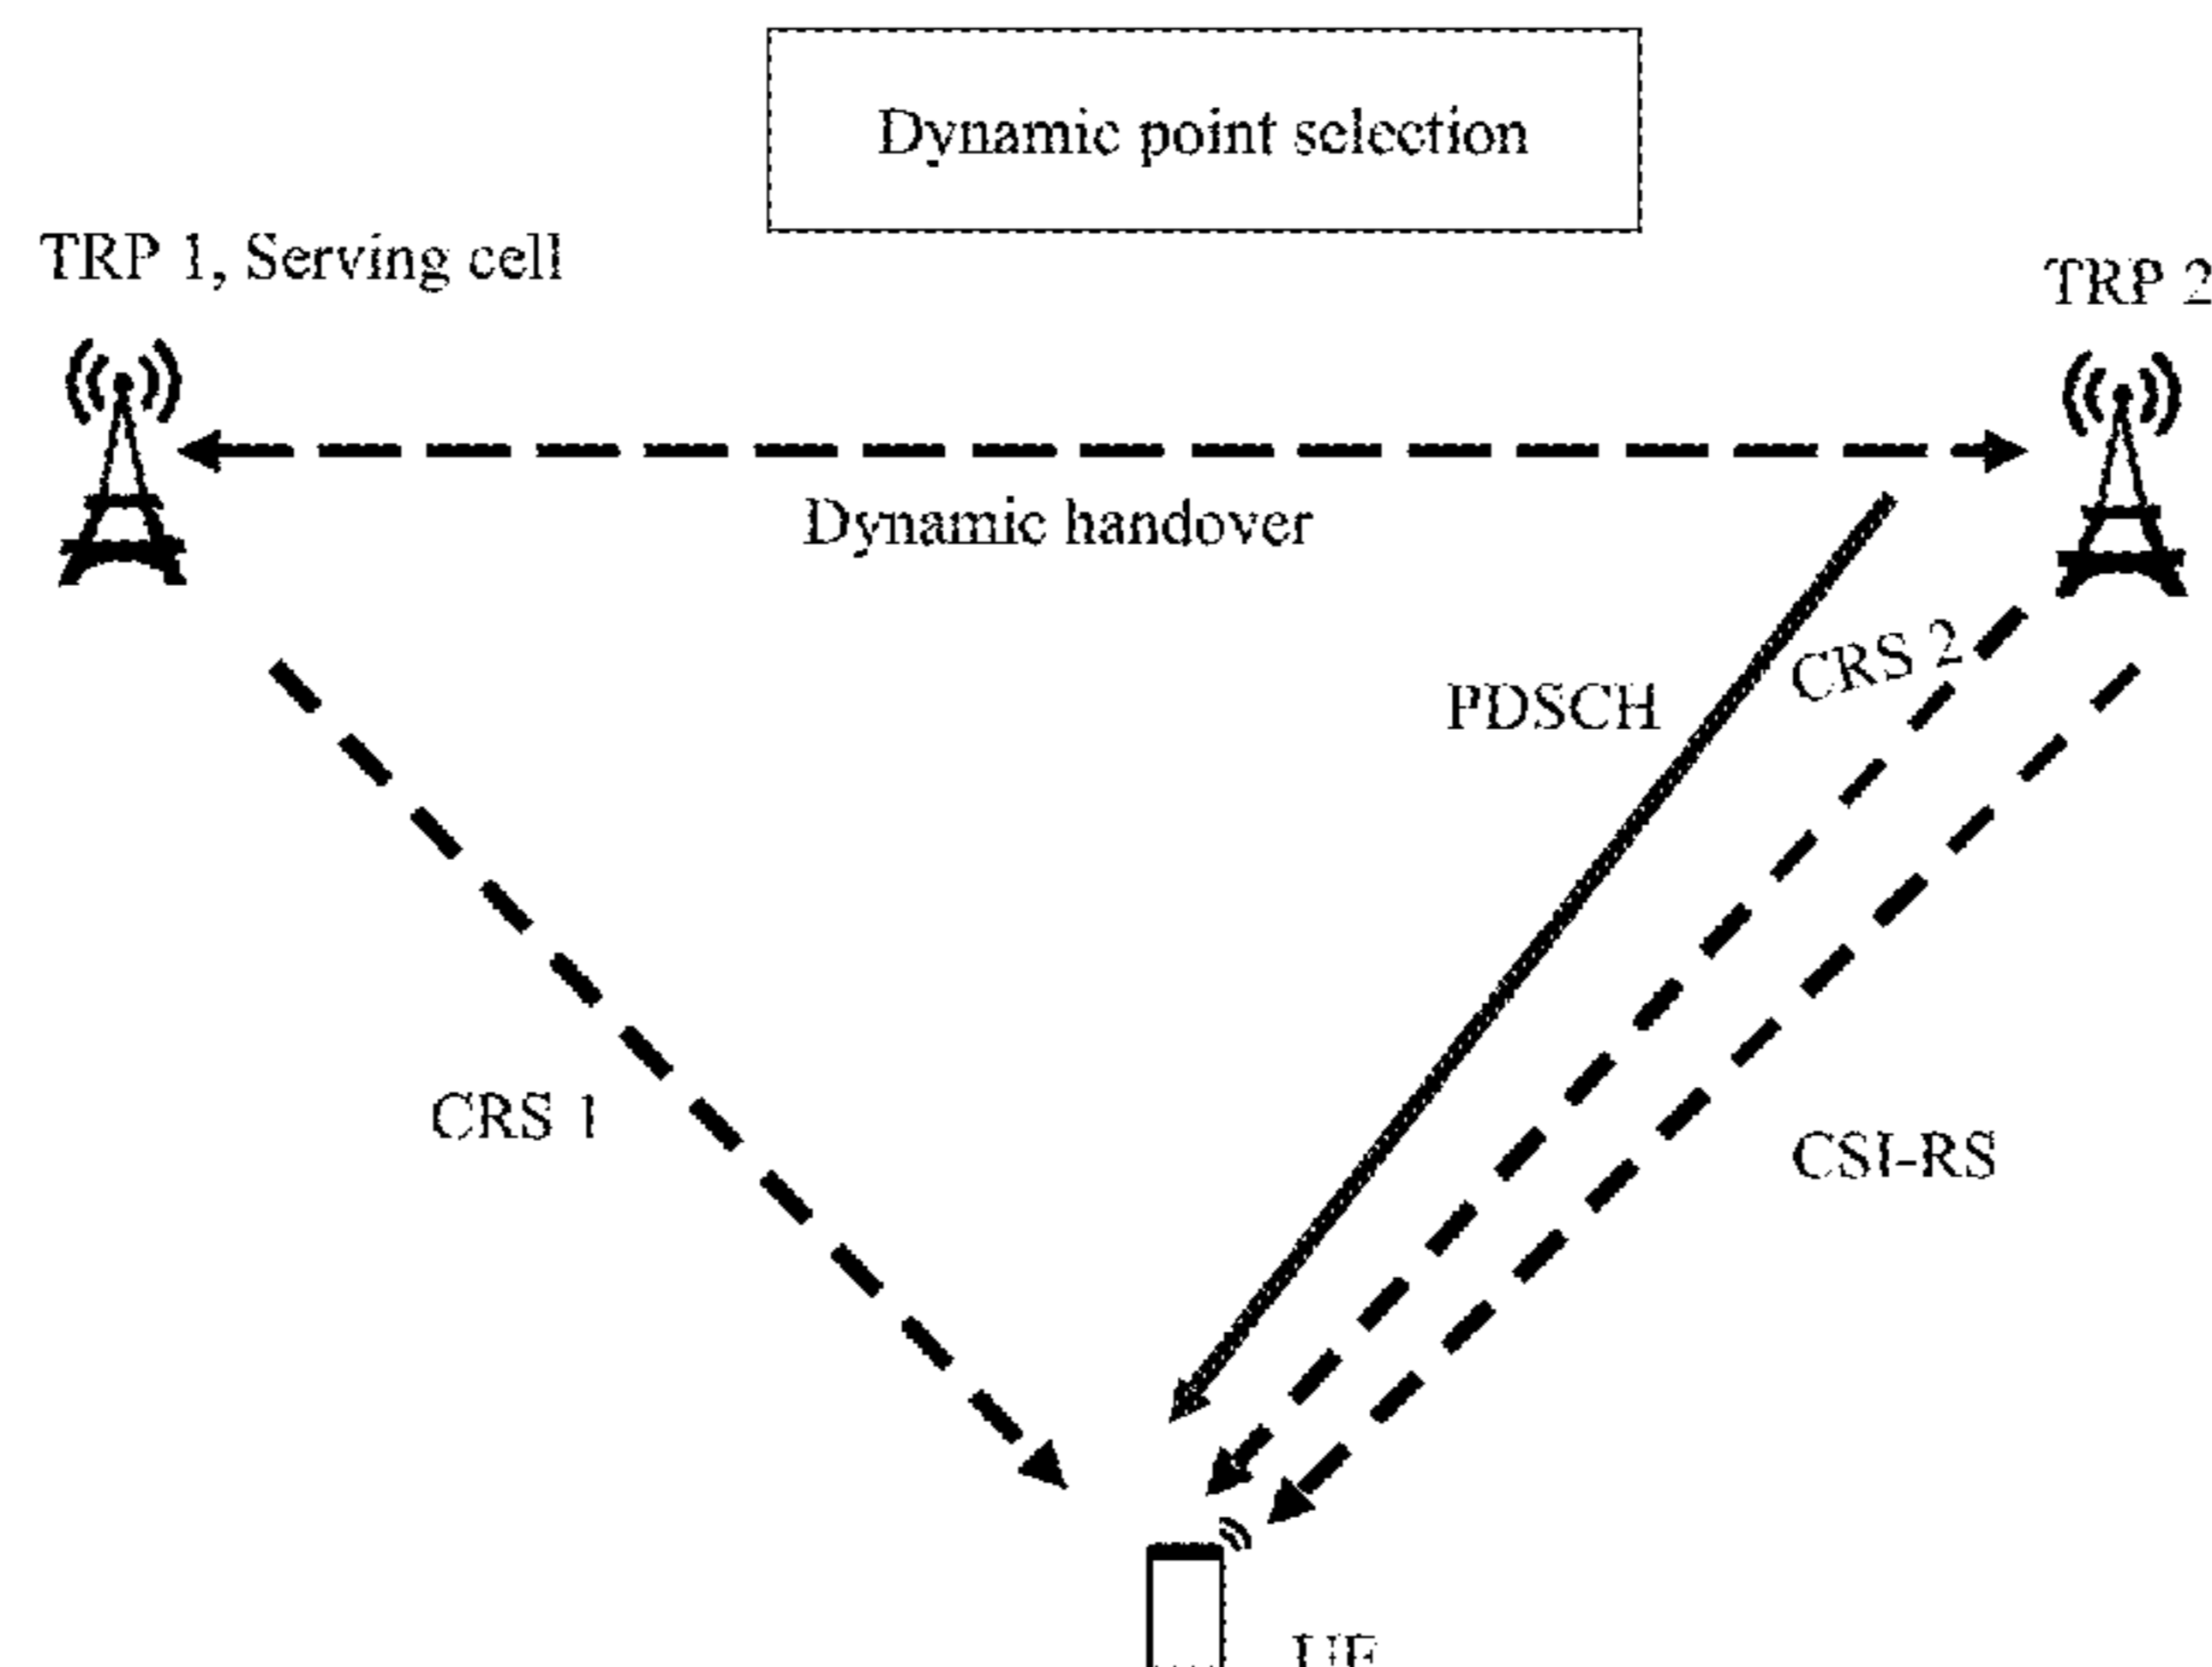 Dynamic point selection
TRP 1, Serving cell
TRP 2
Dynamic handover
CRS 2
PDSCH
CRS 1
CSI-RS
UE